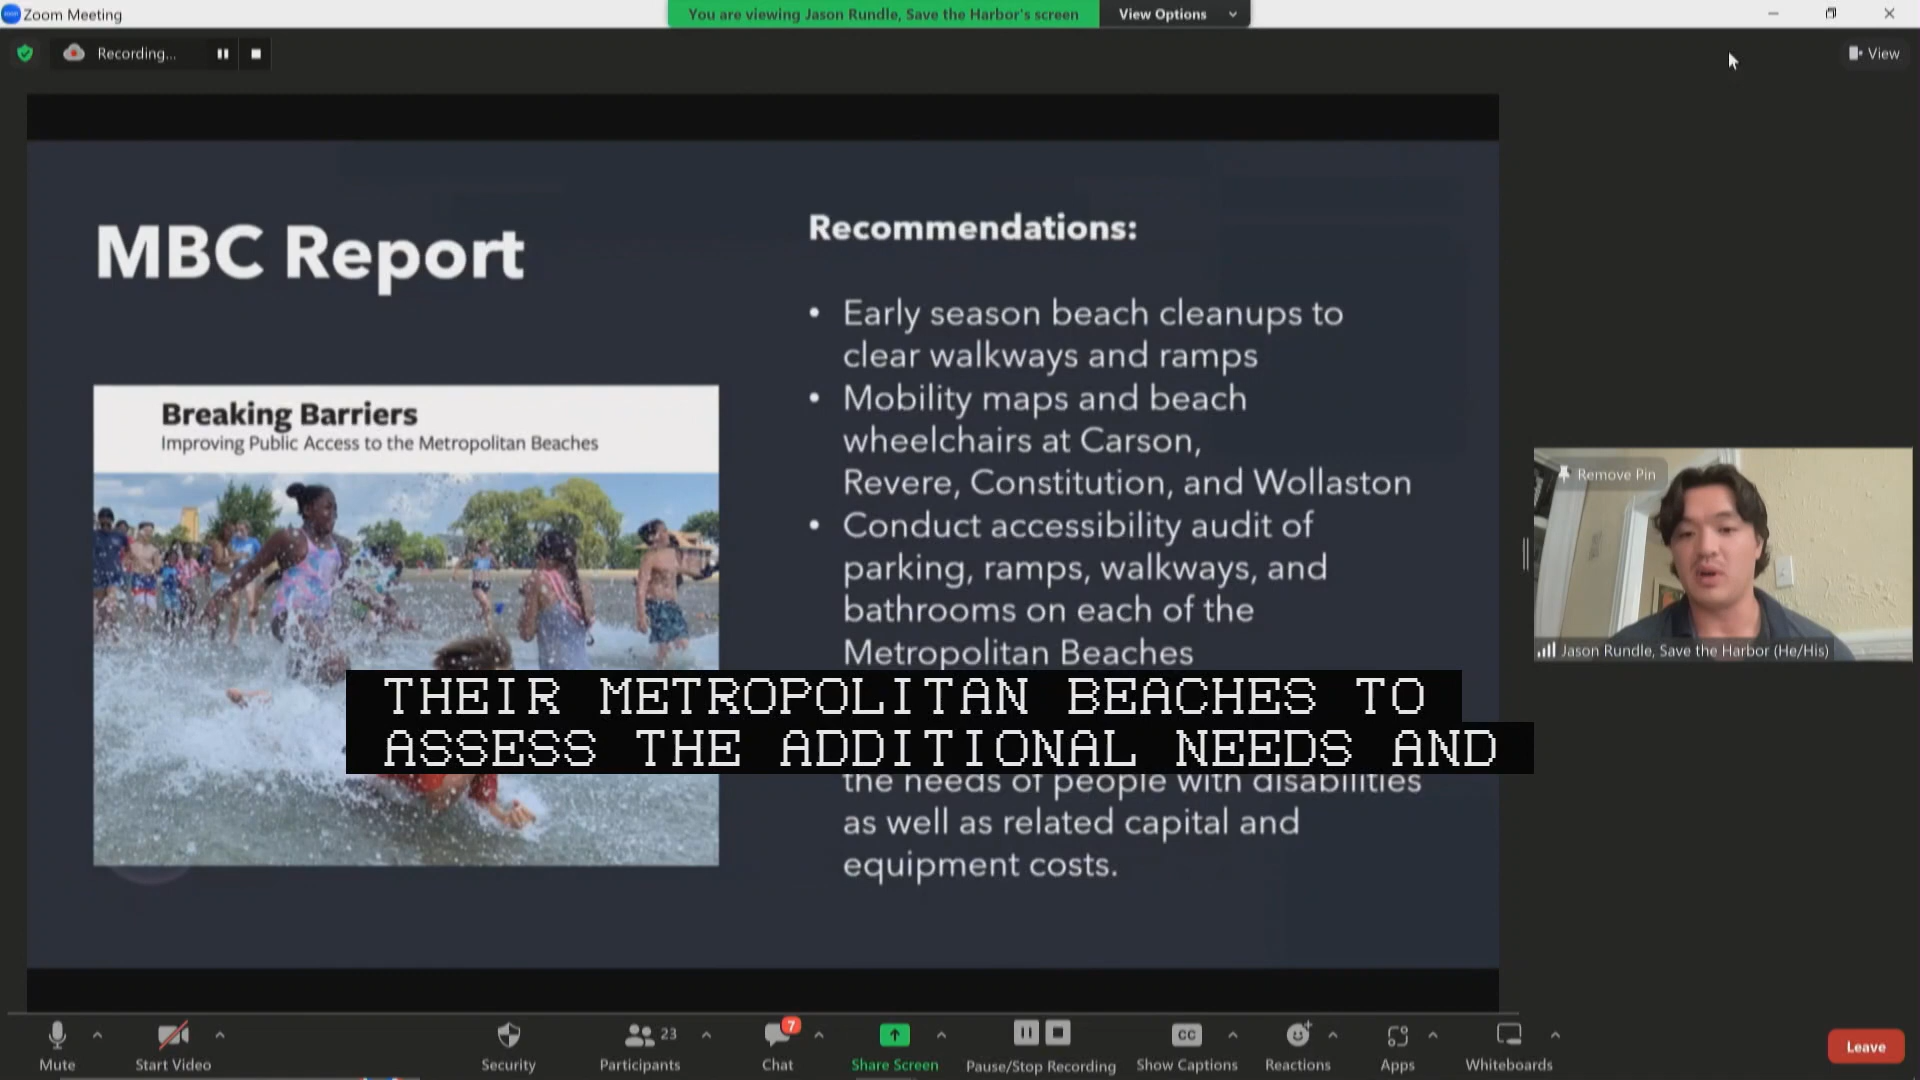 Zoom Meeting
You are viewing Jason Rundle, Save the Harbor's screen
View Options
Recording...
View
MBC Report
Breaking Barriers
Improving Public Access to the Metropolitan Beaches
Recommendations:
• Early season beach cleanups to
clear walkways and ramps
• Mobility maps and beach
wheelchairs at Carson,
Revere, Constitution, and Wollaston
• Conduct accessibility audit of
parking, ramps, walkways, and
bathrooms on each of the
Metropolitan Beaches
THEIR METROPOLITAN BEACHES TO
ASSESS THE ADDITIONAL NEEDS AND
the needs of people with disabilities
as well as related capital and
equipment costs.
Remove Pin
Jason Rundle, Save the Harbor (He/His)
Mute
Start Video
Security
23
Participants
7
Chat
Share Screen
Pause/Stop Recording
CC
Show Captions
Reactions
Apps
Whiteboards
Leave